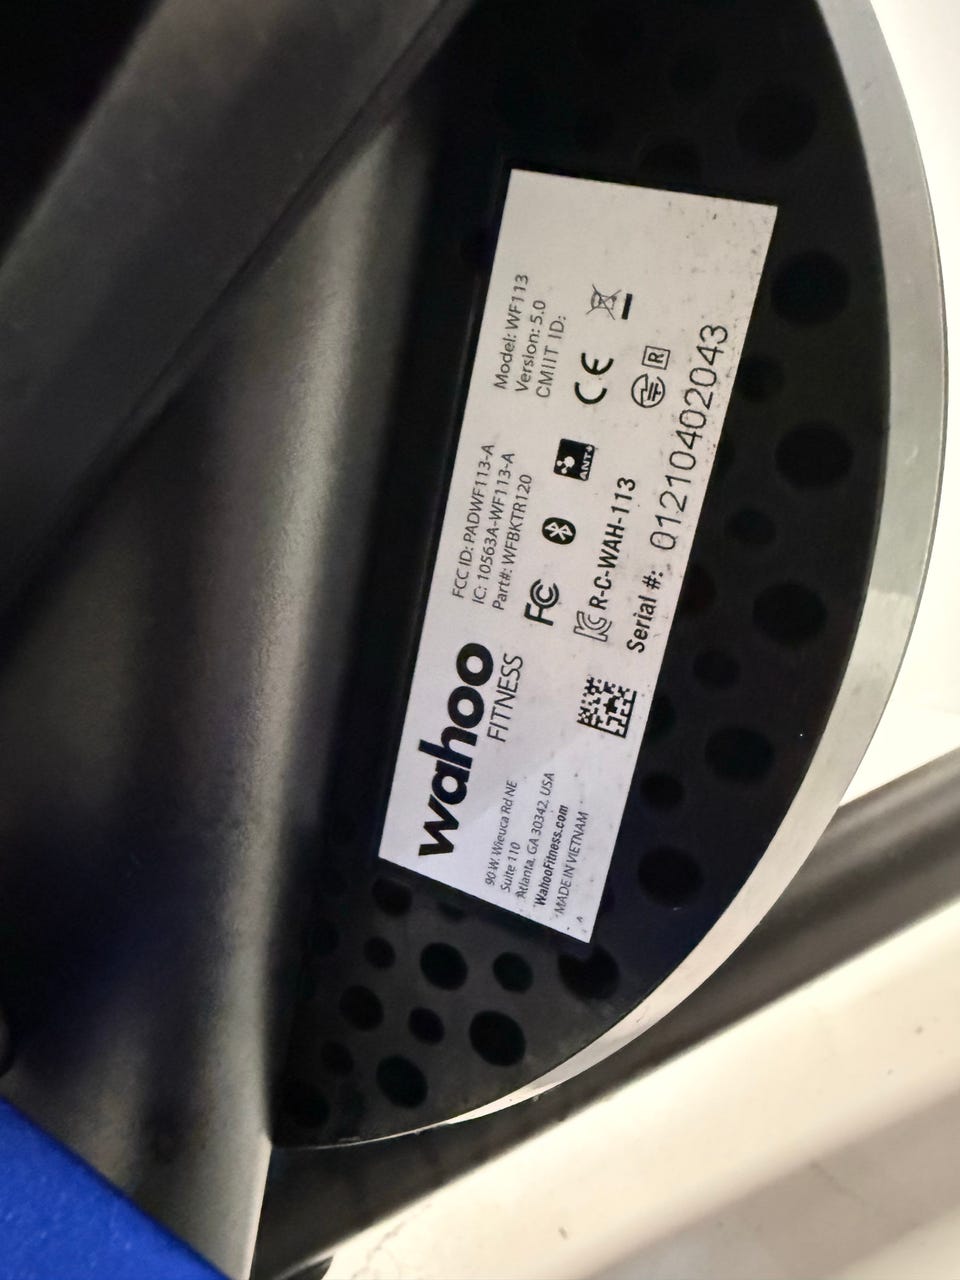 wahoo
FITNESS
FCC ID: PADWF113-A
IC: 10563A-WF113-A
Part#: WFBKTR120
Model: WF113
Version: 5.0
CMIIT ID:
90 W. Wieuca Rd NE
Suite 110
Atlanta, GA 30342, USA
WahooFitness.com
MADE IN VIETNAM
A
FC
ANT+
CE
R-C-WAH-113
R
Serial #: 01210402043